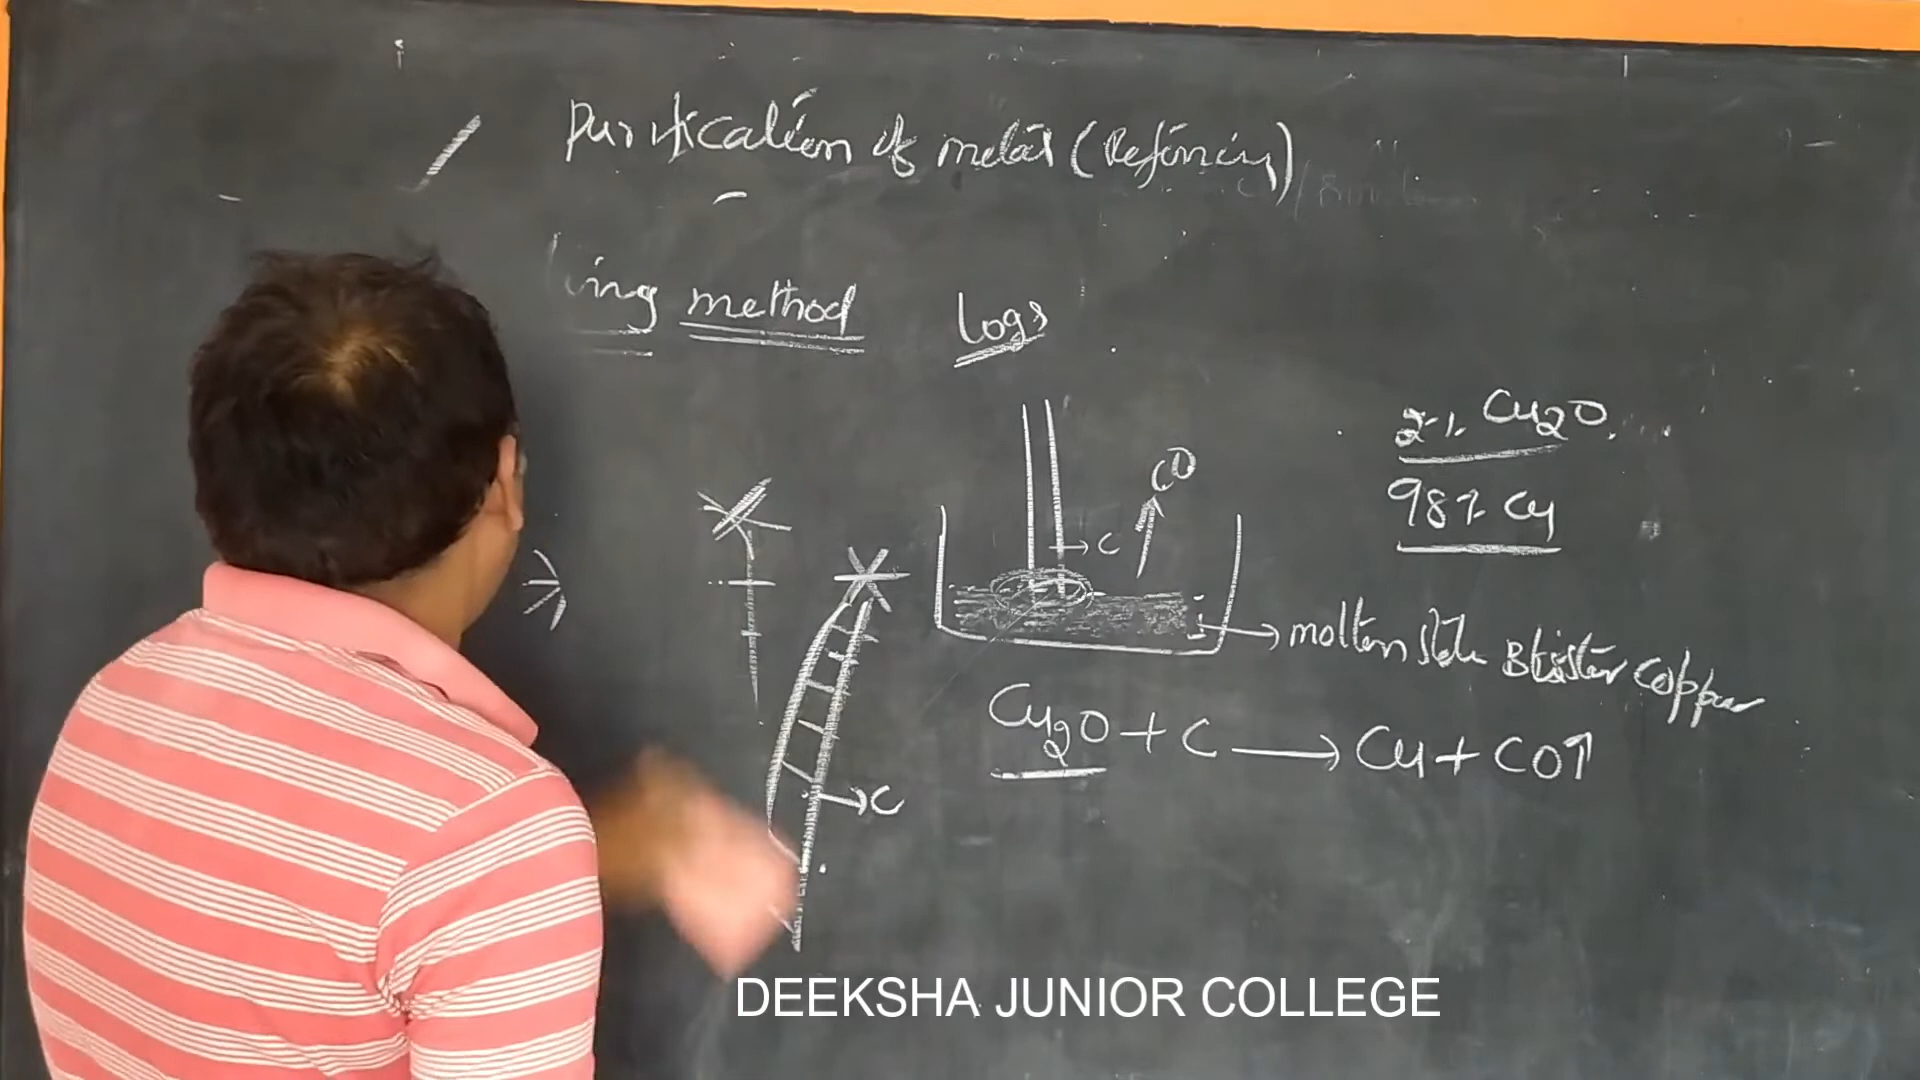 Purification of metal (Refining)
ing method
Logs
2% Cu2O
98% Cu
CO
C
molten state Blister Copper
Cu2O + C → Cu + CO↑
C
DEEKSHA JUNIOR COLLEGE